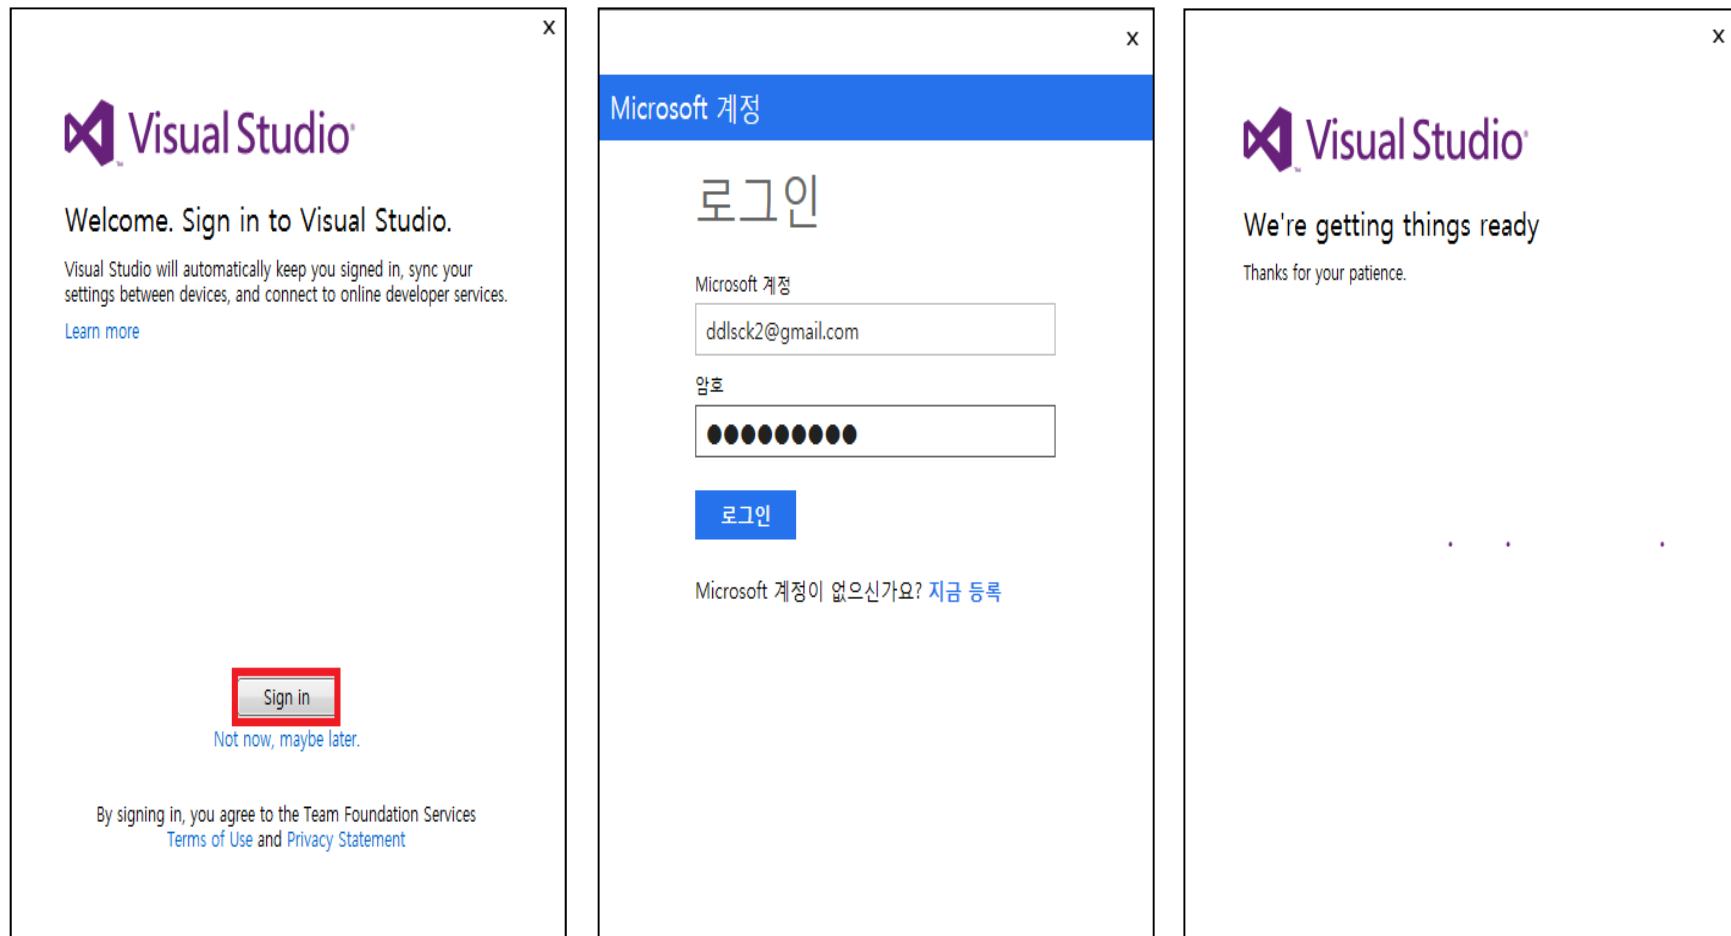 x
Visual Studio®
™
Welcome. Sign in to Visual Studio.
Visual Studio will automatically keep you signed in, sync your
settings between devices, and connect to online developer services.
Learn more
Sign in
Not now, maybe later.
By signing in, you agree to the Team Foundation Services
Terms of Use and Privacy Statement
x
Microsoft 계정
로그인
Microsoft 계정
ddlsck2@gmail.com
암호
●●●●●●●●●
로그인
Microsoft 계정이 없으신가요? 지금 등록
x
Visual Studio®
™
We're getting things ready
Thanks for your patience.